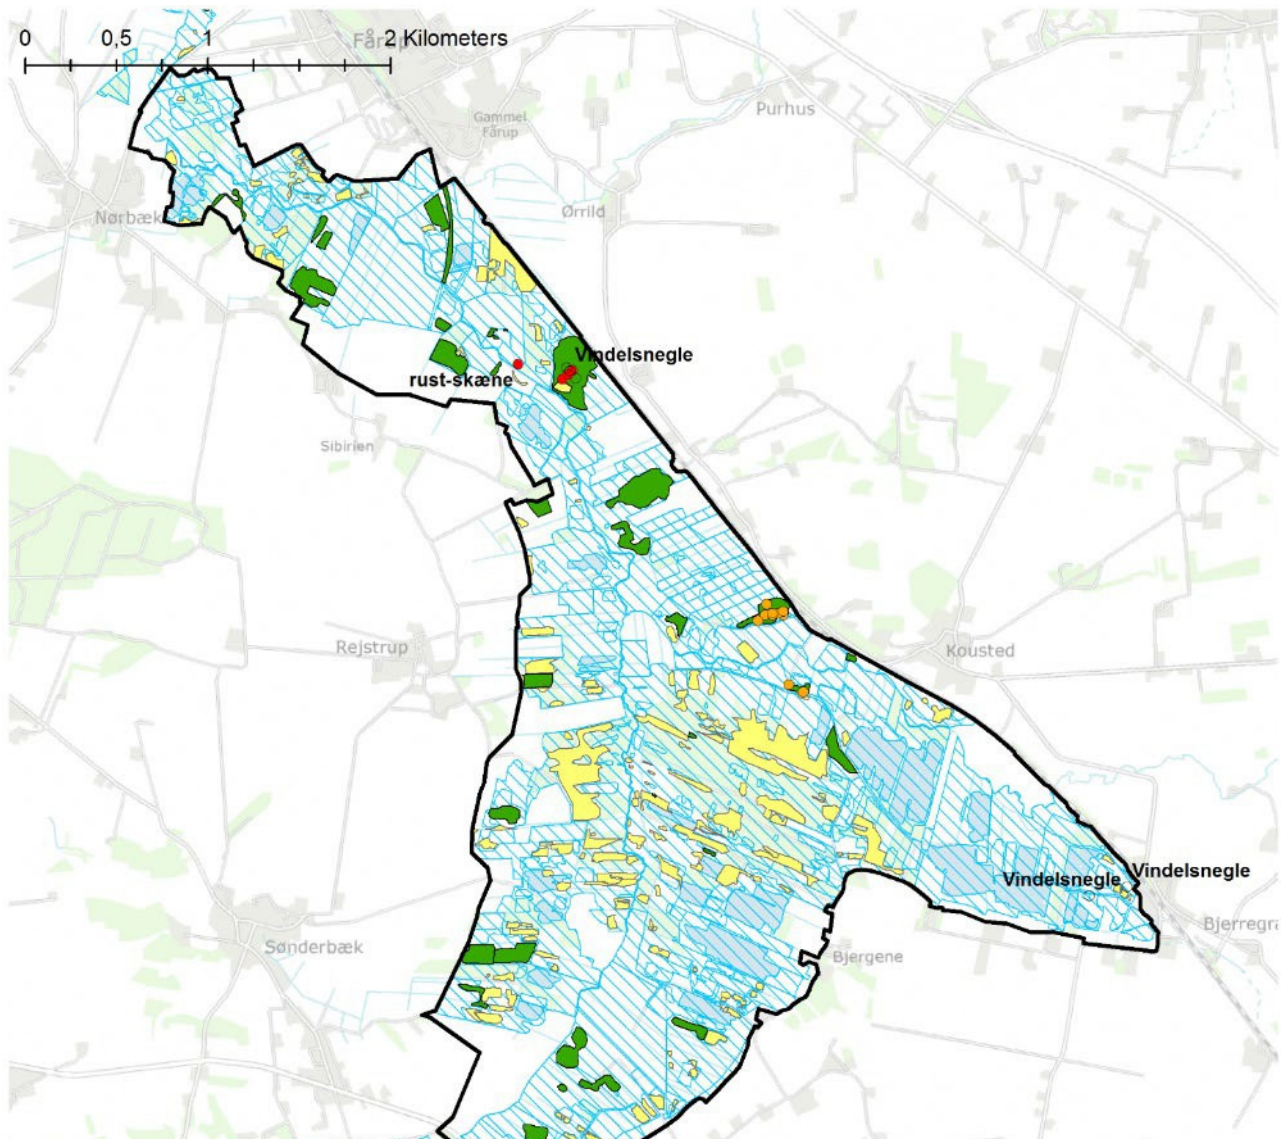 0 0,5 1 2 Kilometers
Fårup
Gammel
Fårup
Purhus
Nørbæk
Ørrild
Vindelsnegle
rust-skæne
Sibirien
Rejstrup
Kousted
Vindelsnegle
Vindelsnegle
Bjerregra
Sønderbæk
Bjergene